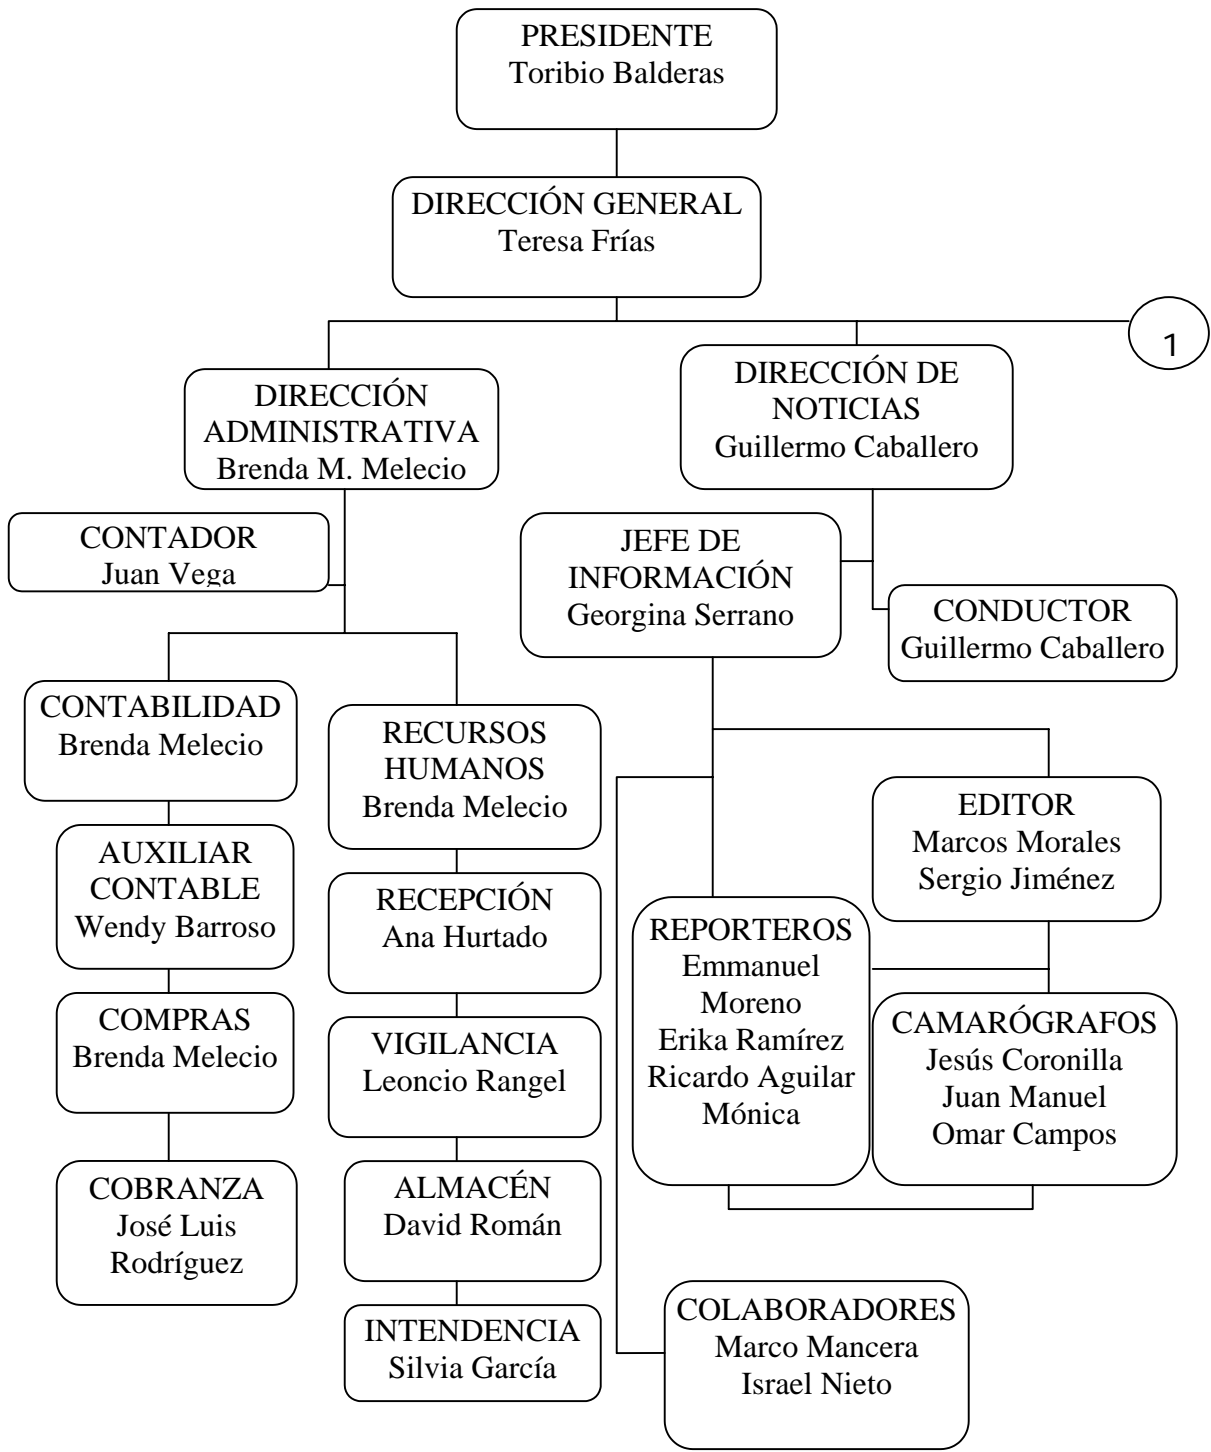 PRESIDENTE
Toribio Balderas
DIRECCIÓN GENERAL
Teresa Frías
1
DIRECCIÓN
ADMINISTRATIVA
Brenda M. Melecio
DIRECCIÓN DE
NOTICIAS
Guillermo Caballero
CONTADOR
Juan Vega
JEFE DE
INFORMACIÓN
Georgina Serrano
CONDUCTOR
Guillermo Caballero
CONTABILIDAD
Brenda Melecio
RECURSOS
HUMANOS
Brenda Melecio
EDITOR
Marcos Morales
Sergio Jiménez
AUXILIAR
CONTABLE
Wendy Barroso
RECEPCIÓN
Ana Hurtado
REPORTEROS
Emmanuel
Moreno
Erika Ramírez
Ricardo Aguilar
Mónica
COMPRAS
Brenda Melecio
VIGILANCIA
Leoncio Rangel
CAMARÓGRAFOS
Jesús Coronilla
Juan Manuel
Omar Campos
COBRANZA
José Luis
Rodríguez
ALMACÉN
David Román
INTENDENCIA
Silvia García
COLABORADORES
Marco Mancera
Israel Nieto